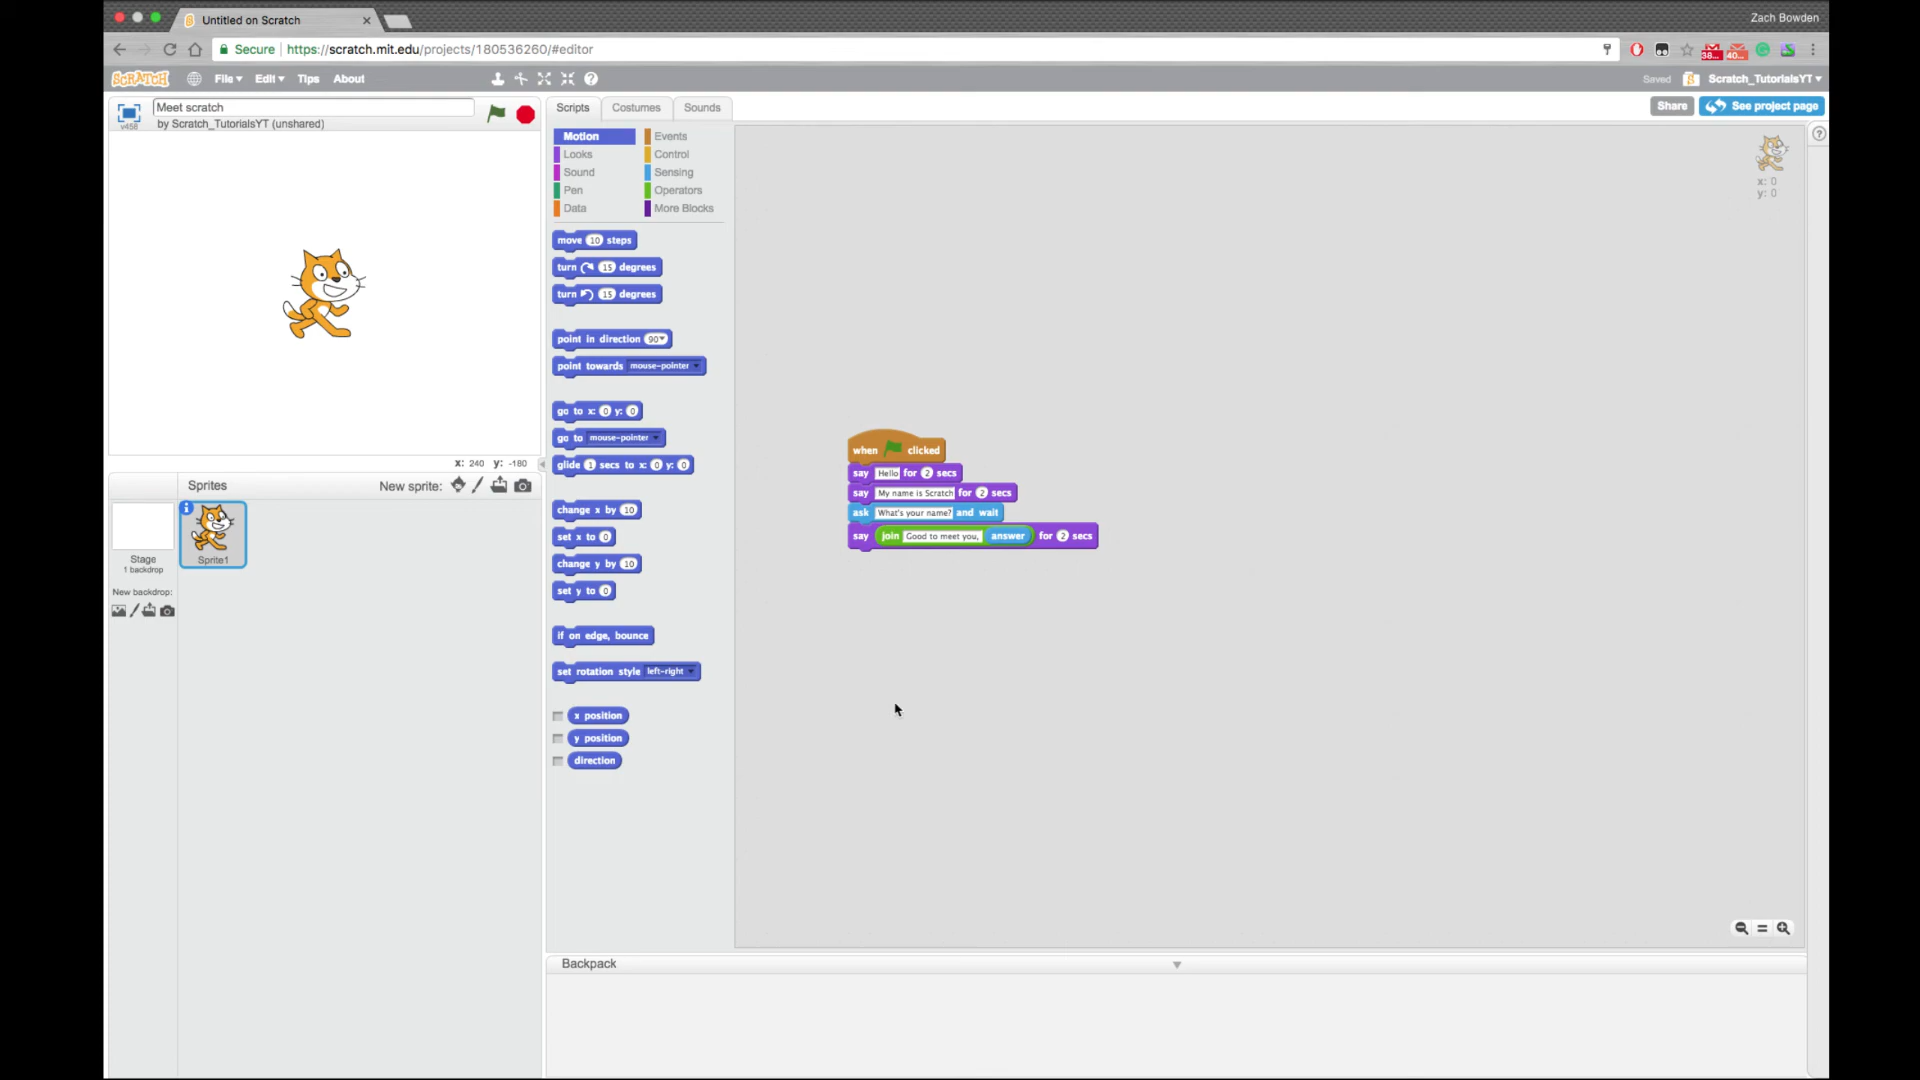 Untitled on Scratch
Zach Bowden
Secure https://scratch.mit.edu/projects/180536260/#editor
38... 40...
SCRATCH File Edit Tips About
Saved Scratch_TutorialsYT
v458
Meet scratch
by Scratch_TutorialsYT (unshared)
Scripts Costumes Sounds
Share See project page
Motion Events
Looks Control
Sound Sensing
Pen Operators
Data More Blocks
x: 0
y: 0
move 10 steps
turn 15 degrees
turn 15 degrees
point in direction 90
point towards mouse-pointer
go to x: 0 y: 0
go to mouse-pointer
glide 1 secs to x: 0 y: 0
change x by 10
set x to 0
change y by 10
set y to 0
if on edge, bounce
set rotation style left-right
x position
y position
direction
when clicked
say Hello for 2 secs
say My name is Scratch for 2 secs
ask What's your name? and wait
say join Good to meet you, answer for 2 secs
x: 240 y: -180
Sprites New sprite:
Stage
1 backdrop
New backdrop:
Sprite1
Backpack